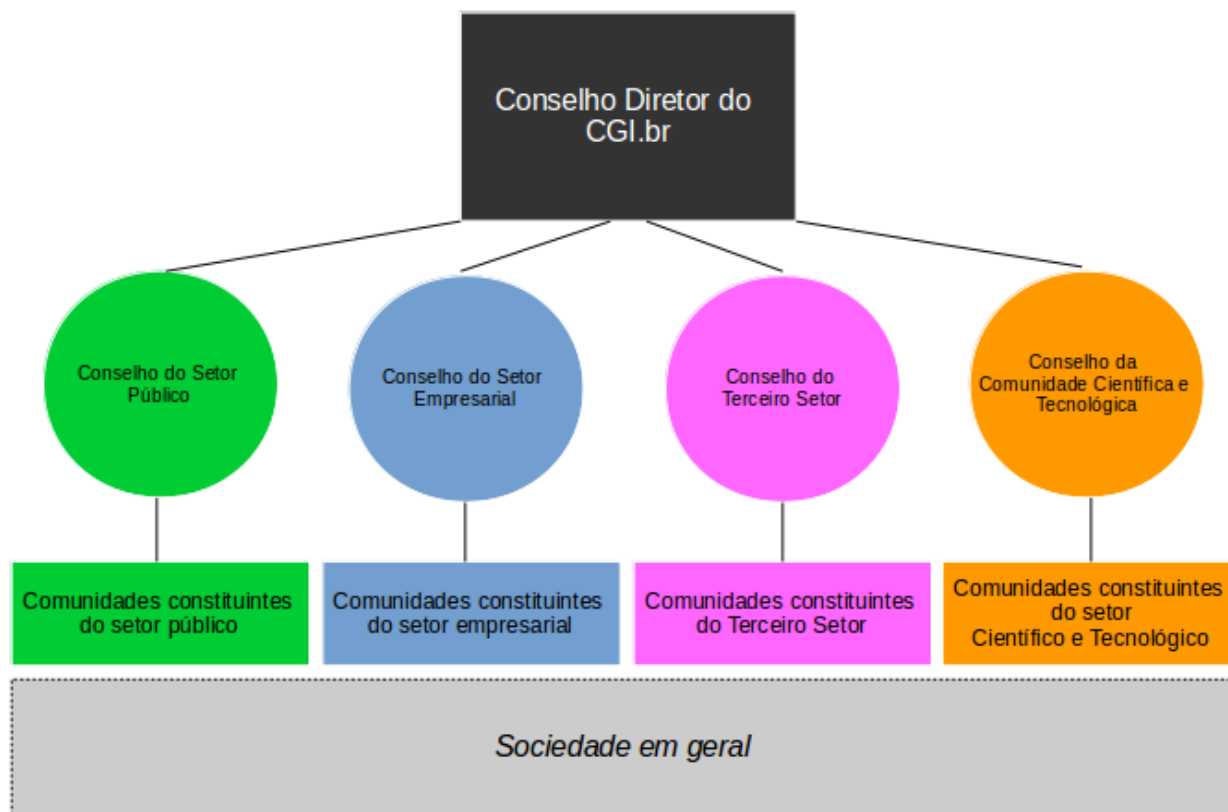 Conselho Diretor do
CGI.br
Conselho do Setor
Público
Conselho do Setor
Empresarial
Conselho do
Terceiro Setor
Conselho da
Comunidade Científica e
Tecnológica
Comunidades constituintes
do setor público
Comunidades constituintes
do setor empresarial
Comunidades constituintes
do Terceiro Setor
Comunidades constituintes
do setor
Científico e Tecnológico
Sociedade em geral